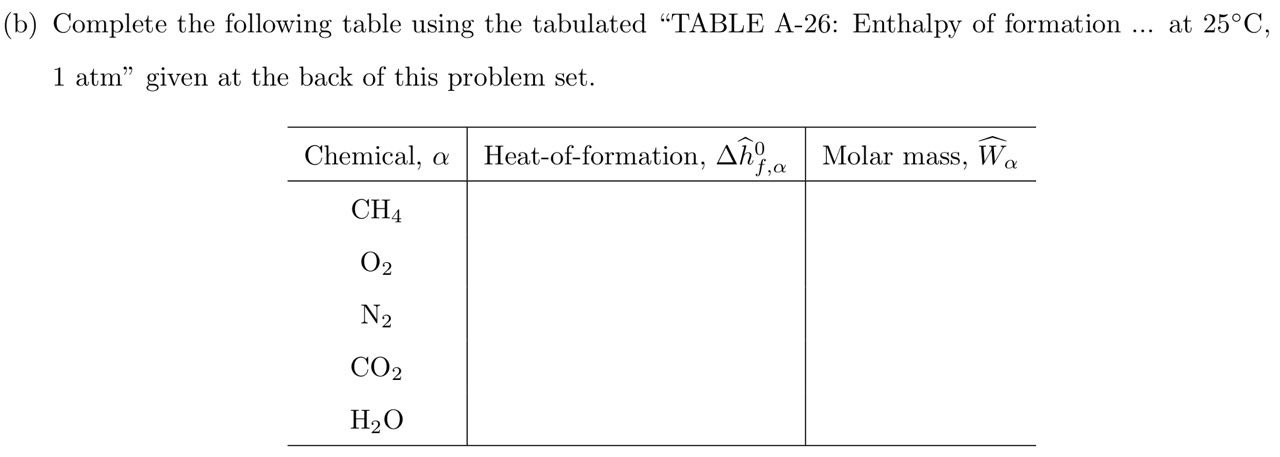 (b) Complete the following table using the tabulated “TABLE A-26: Enthalpy of formation ... at 25°C,
1 atm” given at the back of this problem set.
Chemical, α Heat-of-formation, Δĥ⁰f,α Molar mass, Ŵα
CH₄
O₂
N₂
CO₂
H₂O